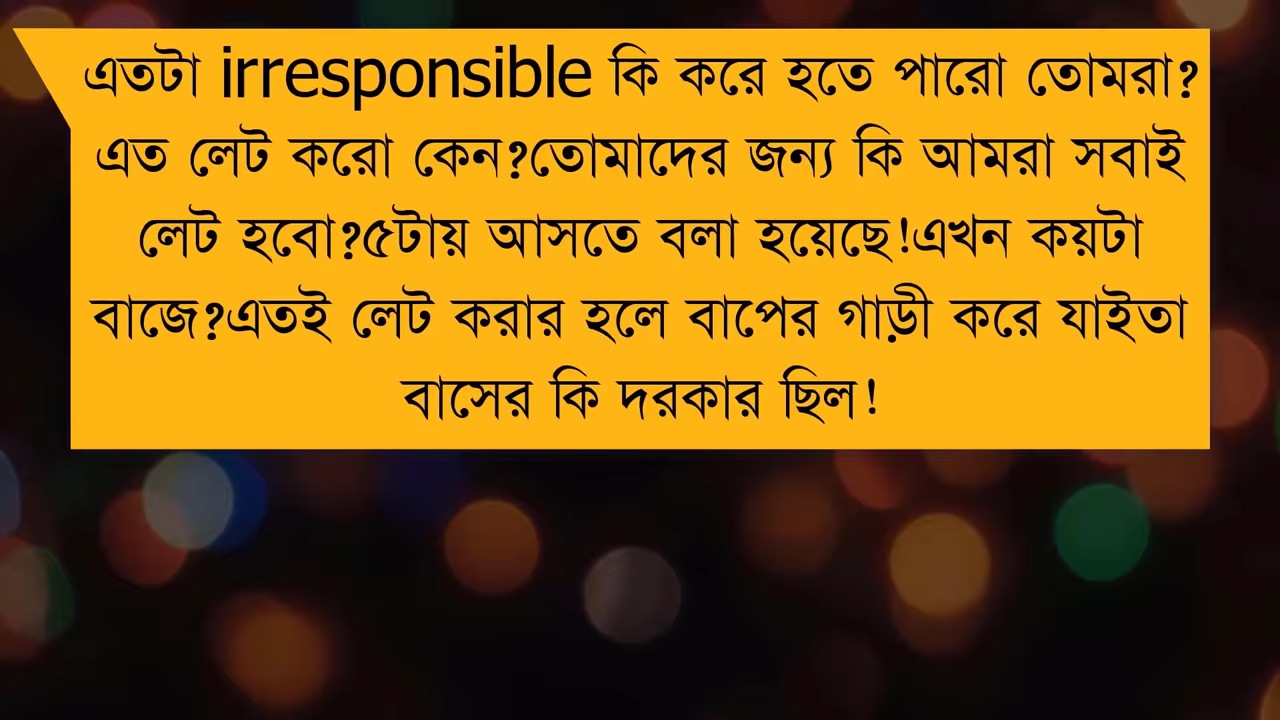 এতটা irresponsible কি করে হতে পারো তোমরা?
এত লেট করো কেন?তোমাদের জন্য কি আমরা সবাই
লেট হবো?৫টায় আসতে বলা হয়েছে!এখন কয়টা
বাজে?এতই লেট করার হলে বাপের গাড়ী করে যাইতা
বাসের কি দরকার ছিল!